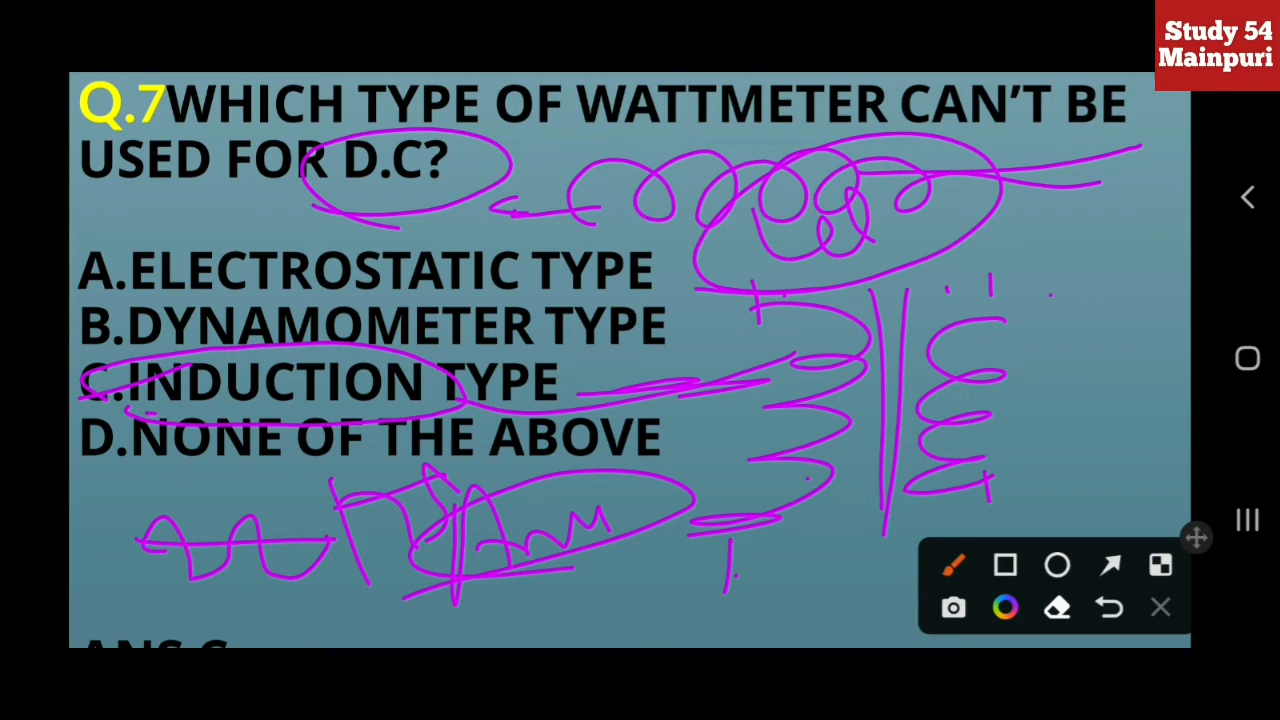 Study 54
Mainpuri
Q.7WHICH TYPE OF WATTMETER CAN'T BE
USED FOR D.C?
A.ELECTROSTATIC TYPE
B.DYNAMOMETER TYPE
C.INDUCTION TYPE
D.NONE OF THE ABOVE
ANS.C